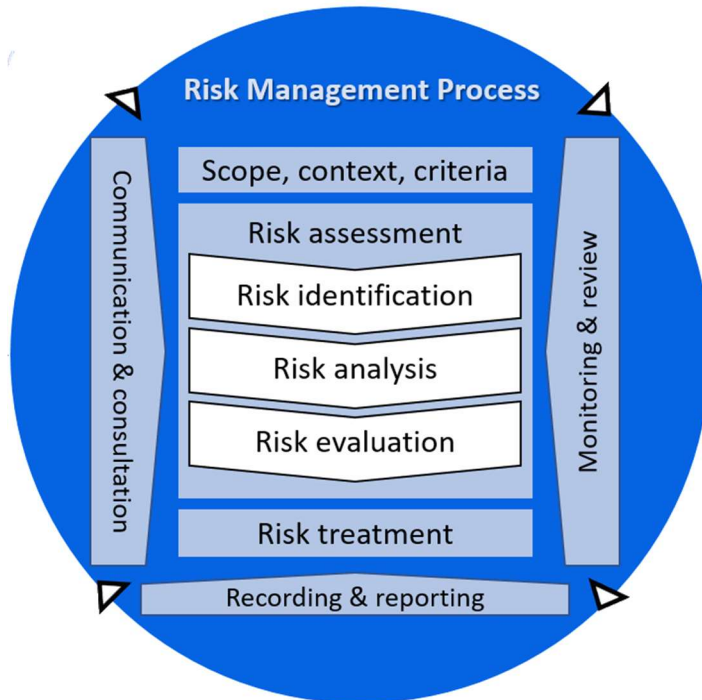 Risk Management Process
Scope, context, criteria
Risk assessment
Risk identification
Risk analysis
Risk evaluation
Risk treatment
Communication & consultation
Monitoring & review
Recording & reporting